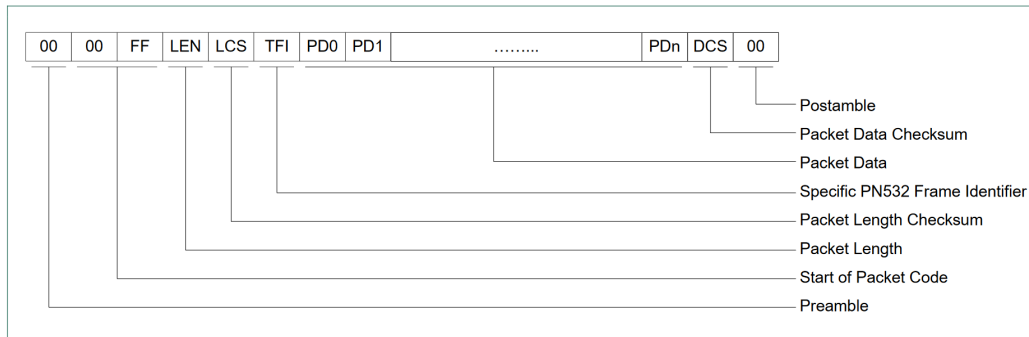 00 00 FF LEN LCS TFI PD0 PD1 ……... PDn DCS 00
Postamble
Packet Data Checksum
Packet Data
Specific PN532 Frame Identifier
Packet Length Checksum
Packet Length
Start of Packet Code
Preamble